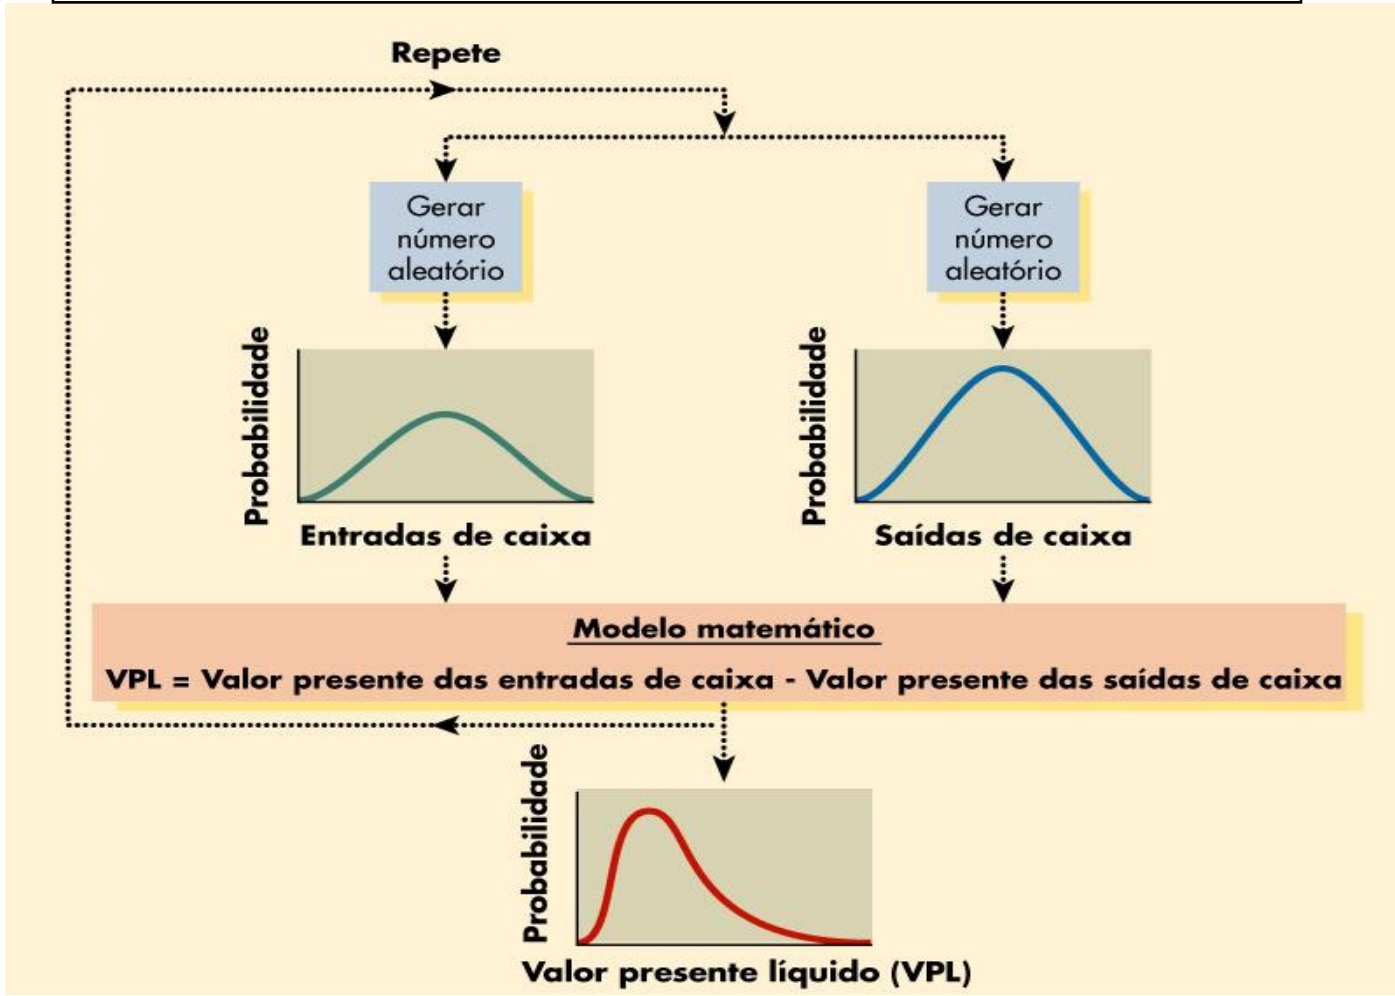 Repete
Gerar
número
aleatório
Gerar
número
aleatório
Probabilidade
Entradas de caixa
Probabilidade
Saídas de caixa
Modelo matemático
VPL = Valor presente das entradas de caixa - Valor presente das saídas de caixa
Probabilidade
Valor presente líquido (VPL)